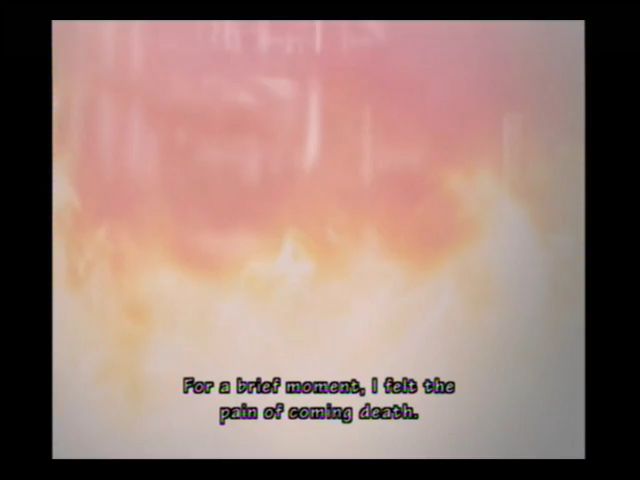 For a brief moment, I felt the
pain of coming death.